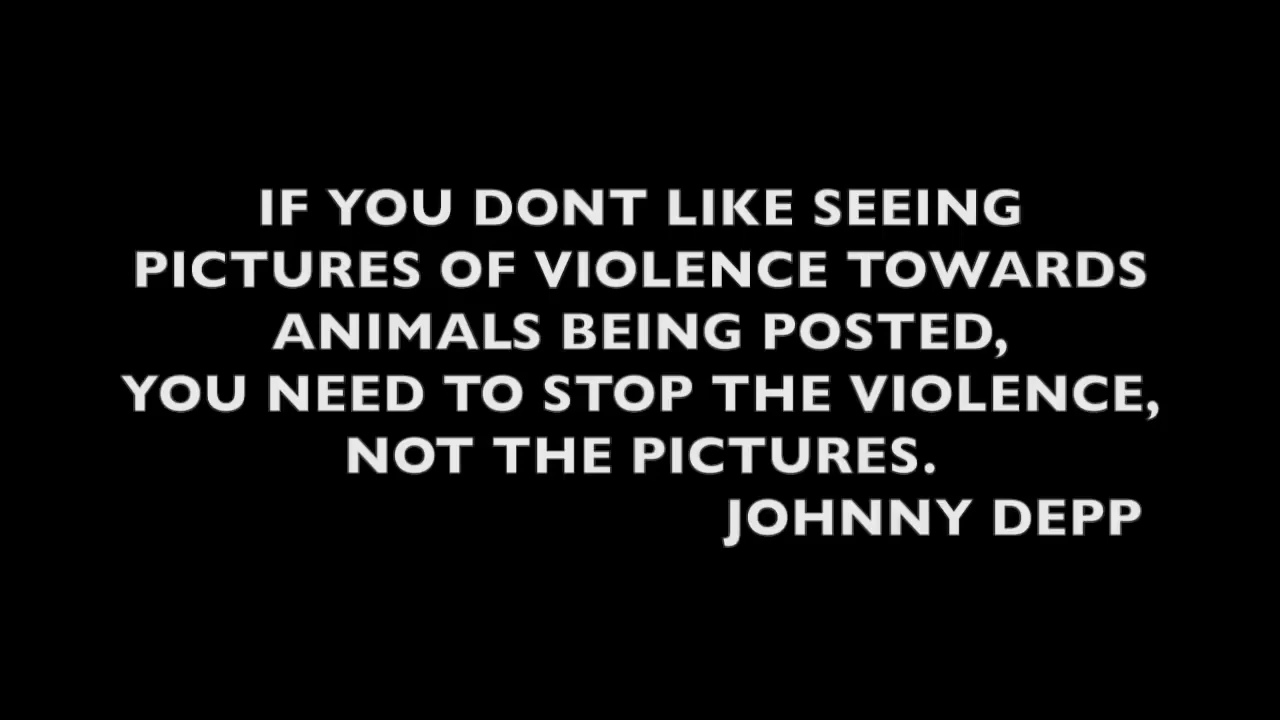 IF YOU DONT LIKE SEEING
PICTURES OF VIOLENCE TOWARDS
ANIMALS BEING POSTED,
YOU NEED TO STOP THE VIOLENCE,
NOT THE PICTURES.
JOHNNY DEPP